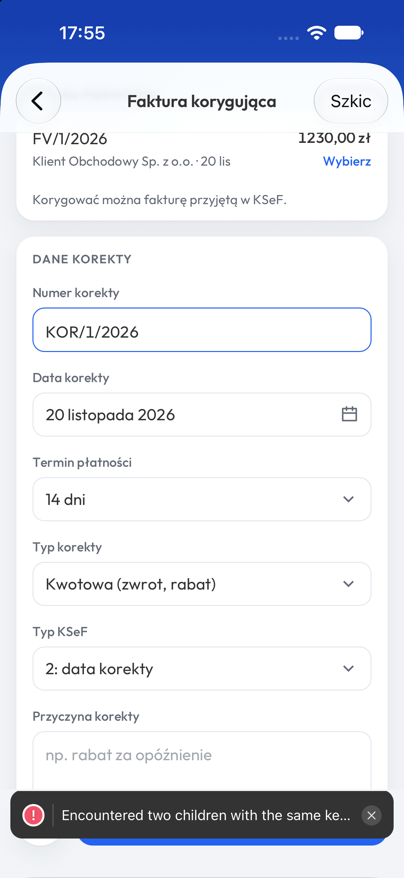 17:55
Faktura korygująca
Szkic
FV/1/2026
1230,00 zł
Klient Obchodowy Sp. z o.o. · 20 lis
Wybierz
Korygować można fakturę przyjętą w KSeF.
DANE KOREKTY
Numer korekty
KOR/1/2026
Data korekty
20 listopada 2026
Termin płatności
14 dni
Typ korekty
Kwotowa (zwrot, rabat)
Typ KSeF
2: data korekty
Przyczyna korekty
np. rabat za opóźnienie
! Encountered two children with the same ke...